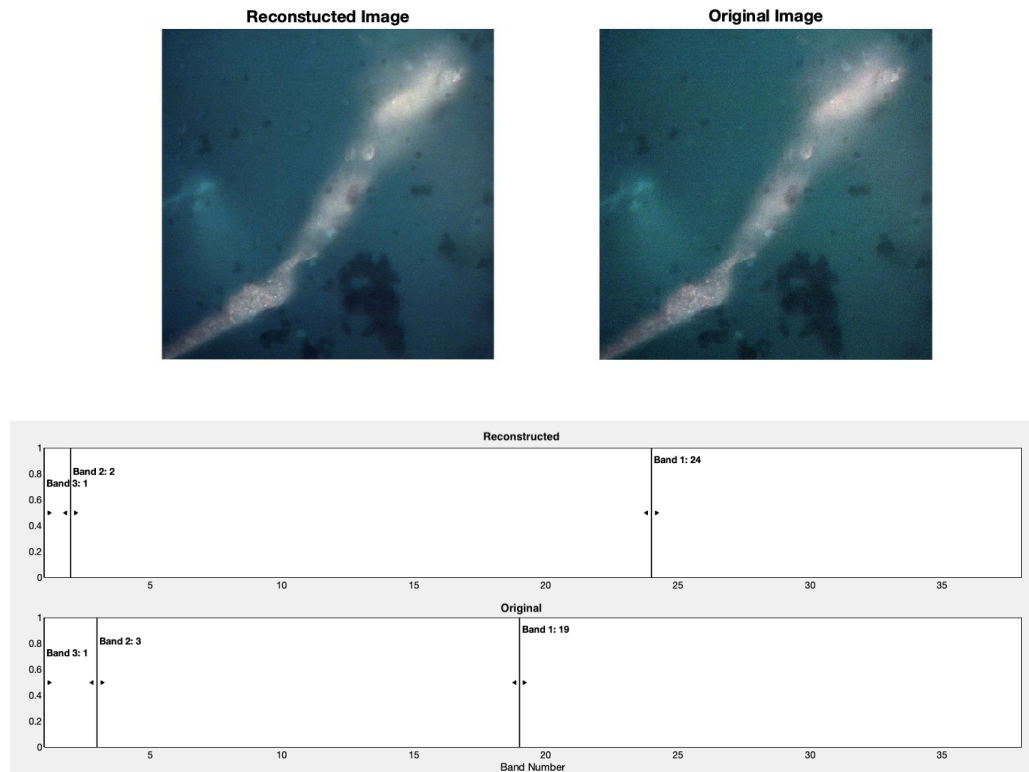 Reconstucted Image
Original Image
Reconstructed
1
0.8
0.6
0.4
0.2
0
Band 3: 1
Band 2: 2
Band 1: 24
5 10 15 20 25 30 35
Original
1
0.8
0.6
0.4
0.2
0
Band 3: 1
Band 2: 3
Band 1: 19
5 10 15 20 25 30 35
Band Number